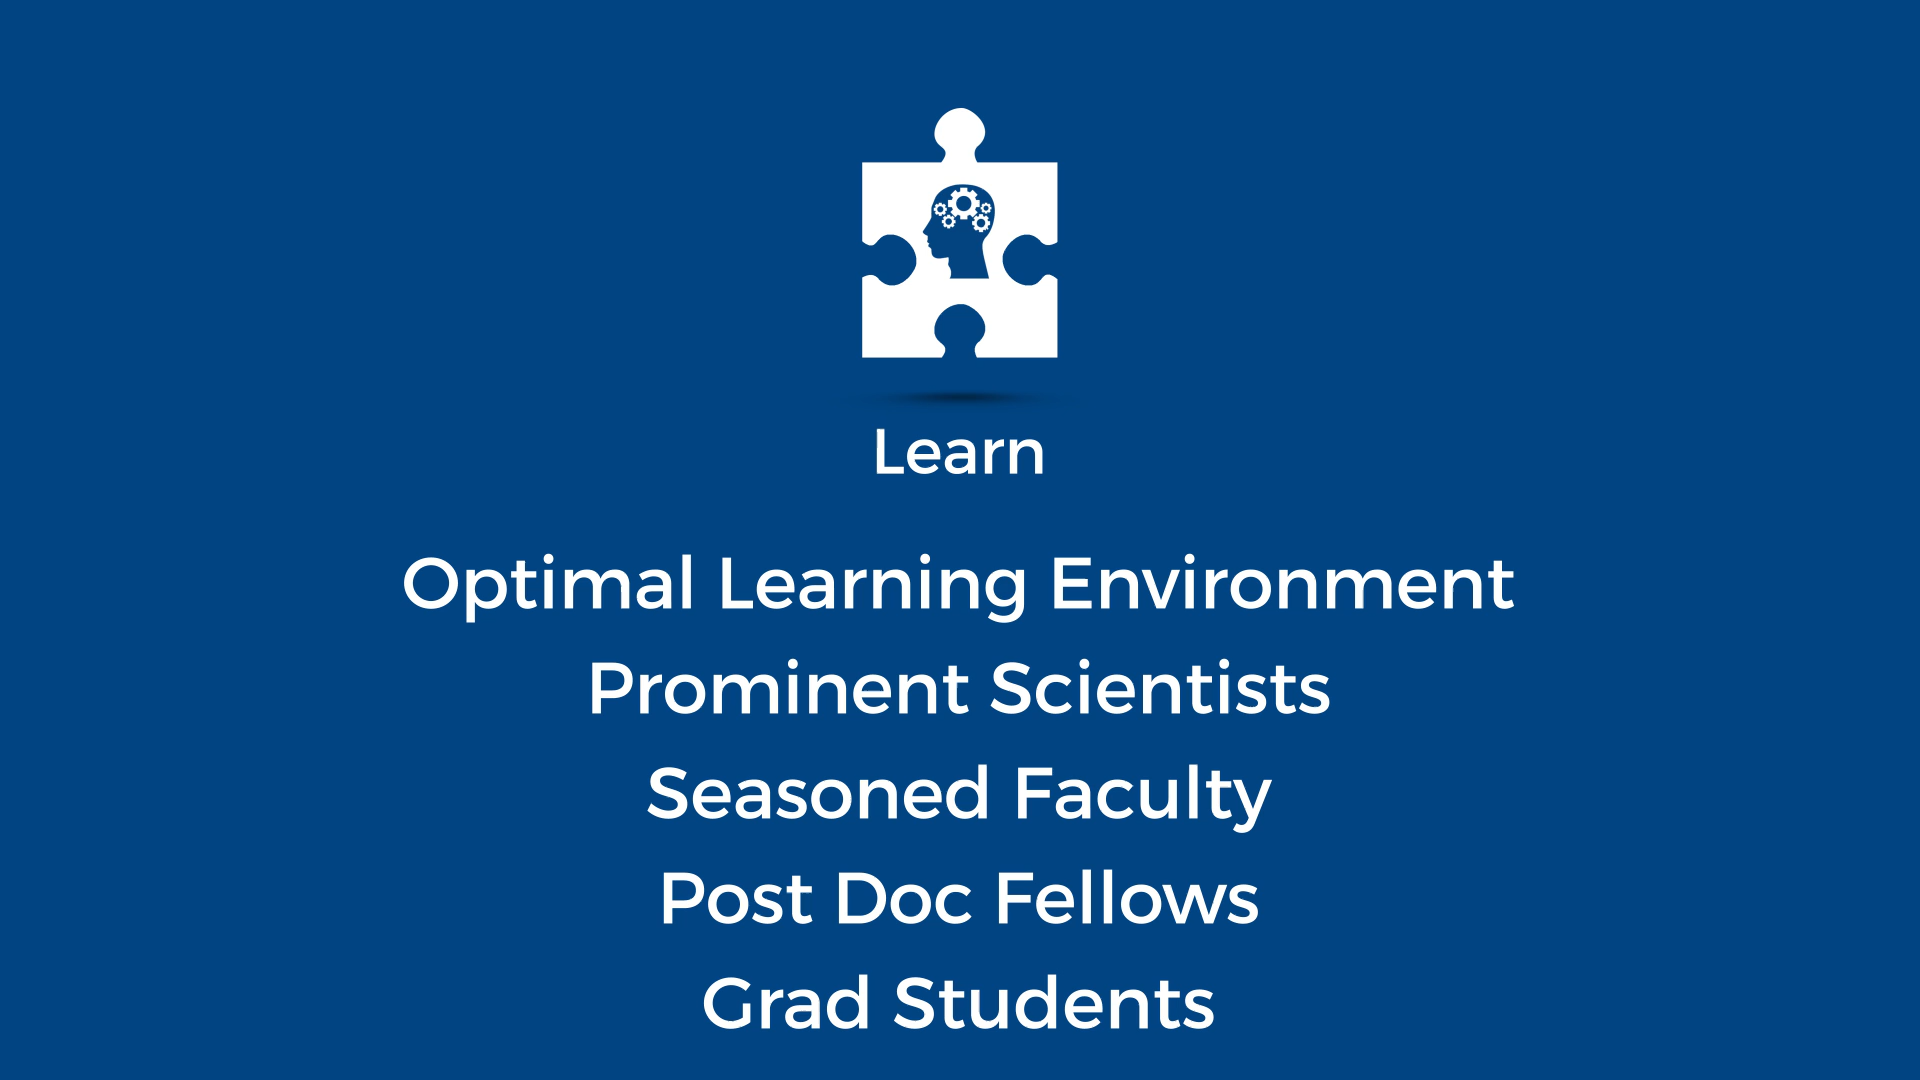 Learn
Optimal Learning Environment
Prominent Scientists
Seasoned Faculty
Post Doc Fellows
Grad Students